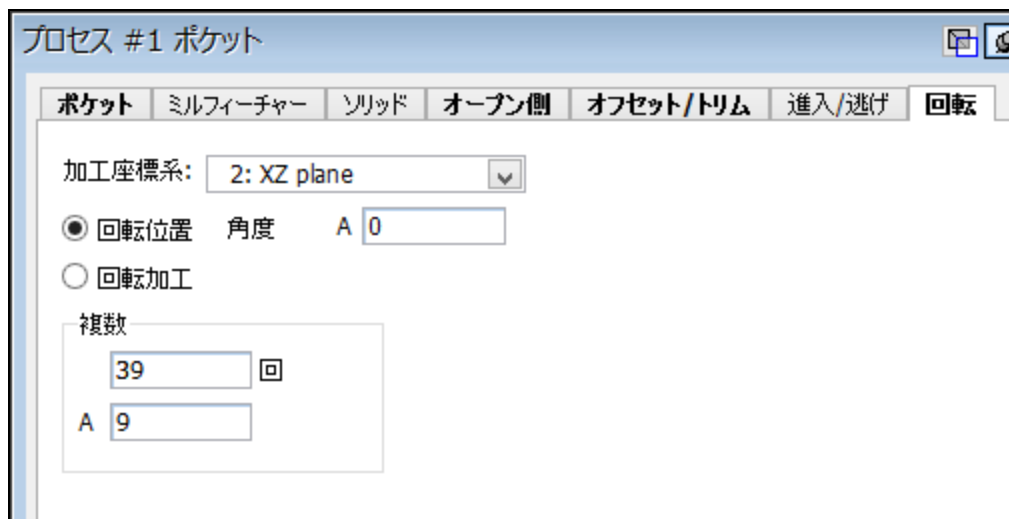 プロセス #1 ポケット
ポケット ミルフィーチャー ソリッド オープン側 オフセット/トリム 進入/逃げ 回転
加工座標系: 2: XZ plane
回転位置 角度 A 0
回転加工
複数
39 回
A 9